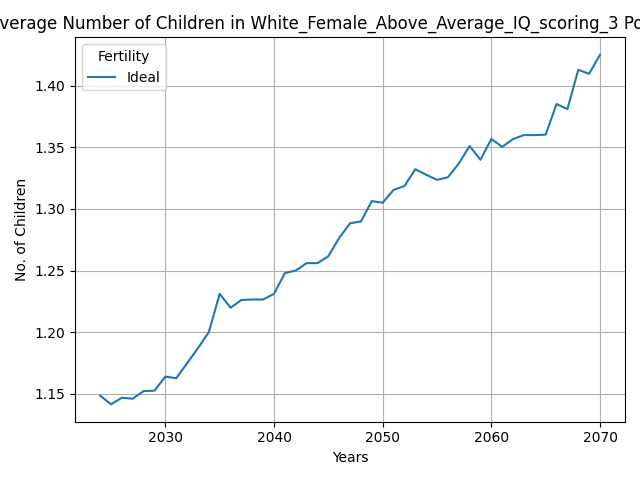 verage Number of Children in White_Female_Above_Average_IQ_scoring_3 Po
Fertility
Ideal
No. of Children
1.40
1.35
1.30
1.25
1.20
1.15
2030 2040 2050 2060 2070
Years